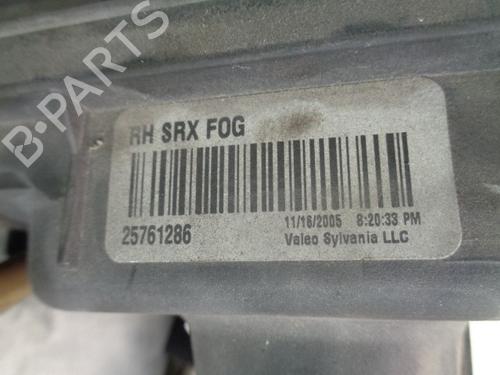 RH SRX FOG
25761286
11/16/2005 8:20:33 PM
Valeo Sylvania LLC
B-PARTS